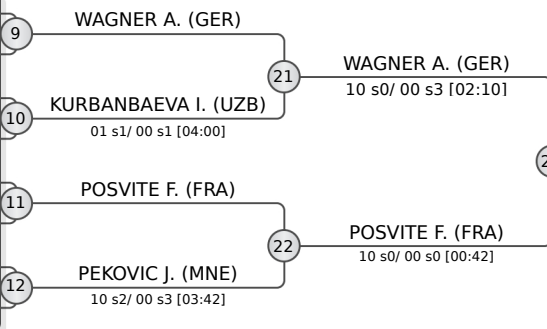 9
WAGNER A. (GER)
21
WAGNER A. (GER)
10 s0/ 00 s3 [02:10]
10
KURBANBAEVA I. (UZB)
01 s1/ 00 s1 [04:00]
11
POSVITE F. (FRA)
22
POSVITE F. (FRA)
10 s0/ 00 s0 [00:42]
12
PEKOVIC J. (MNE)
10 s2/ 00 s3 [03:42]